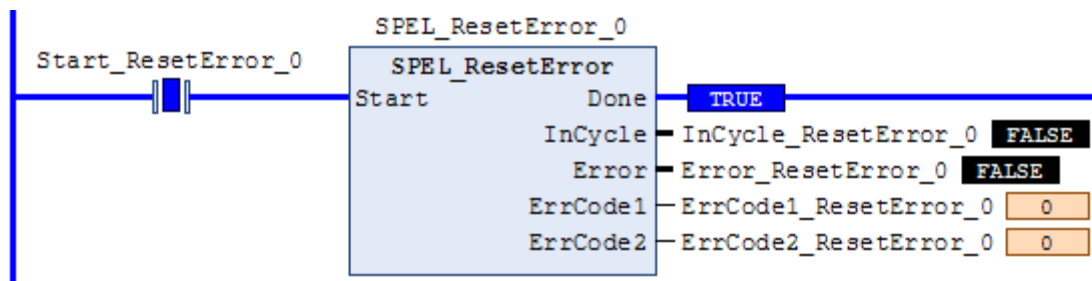 SPEL_ResetError_0
Start_ResetError_0
SPEL_ResetError
Start Done TRUE
InCycle InCycle_ResetError_0 FALSE
Error Error_ResetError_0 FALSE
ErrCode1 ErrCode1_ResetError_0 0
ErrCode2 ErrCode2_ResetError_0 0